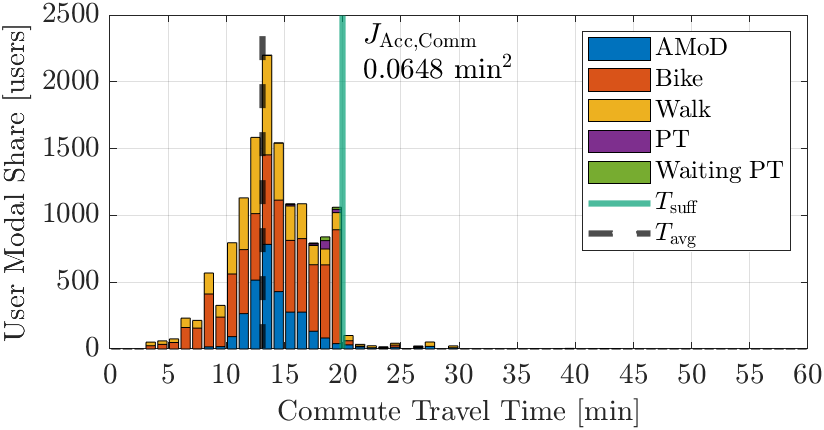 2500
2000
1500
1000
500
0
User Modal Share [users]
J_Acc,Comm
0.0648 min²
AMoD
Bike
Walk
PT
Waiting PT
T_suff
T_avg
0 5 10 15 20 25 30 35 40 45 50 55 60
Commute Travel Time [min]